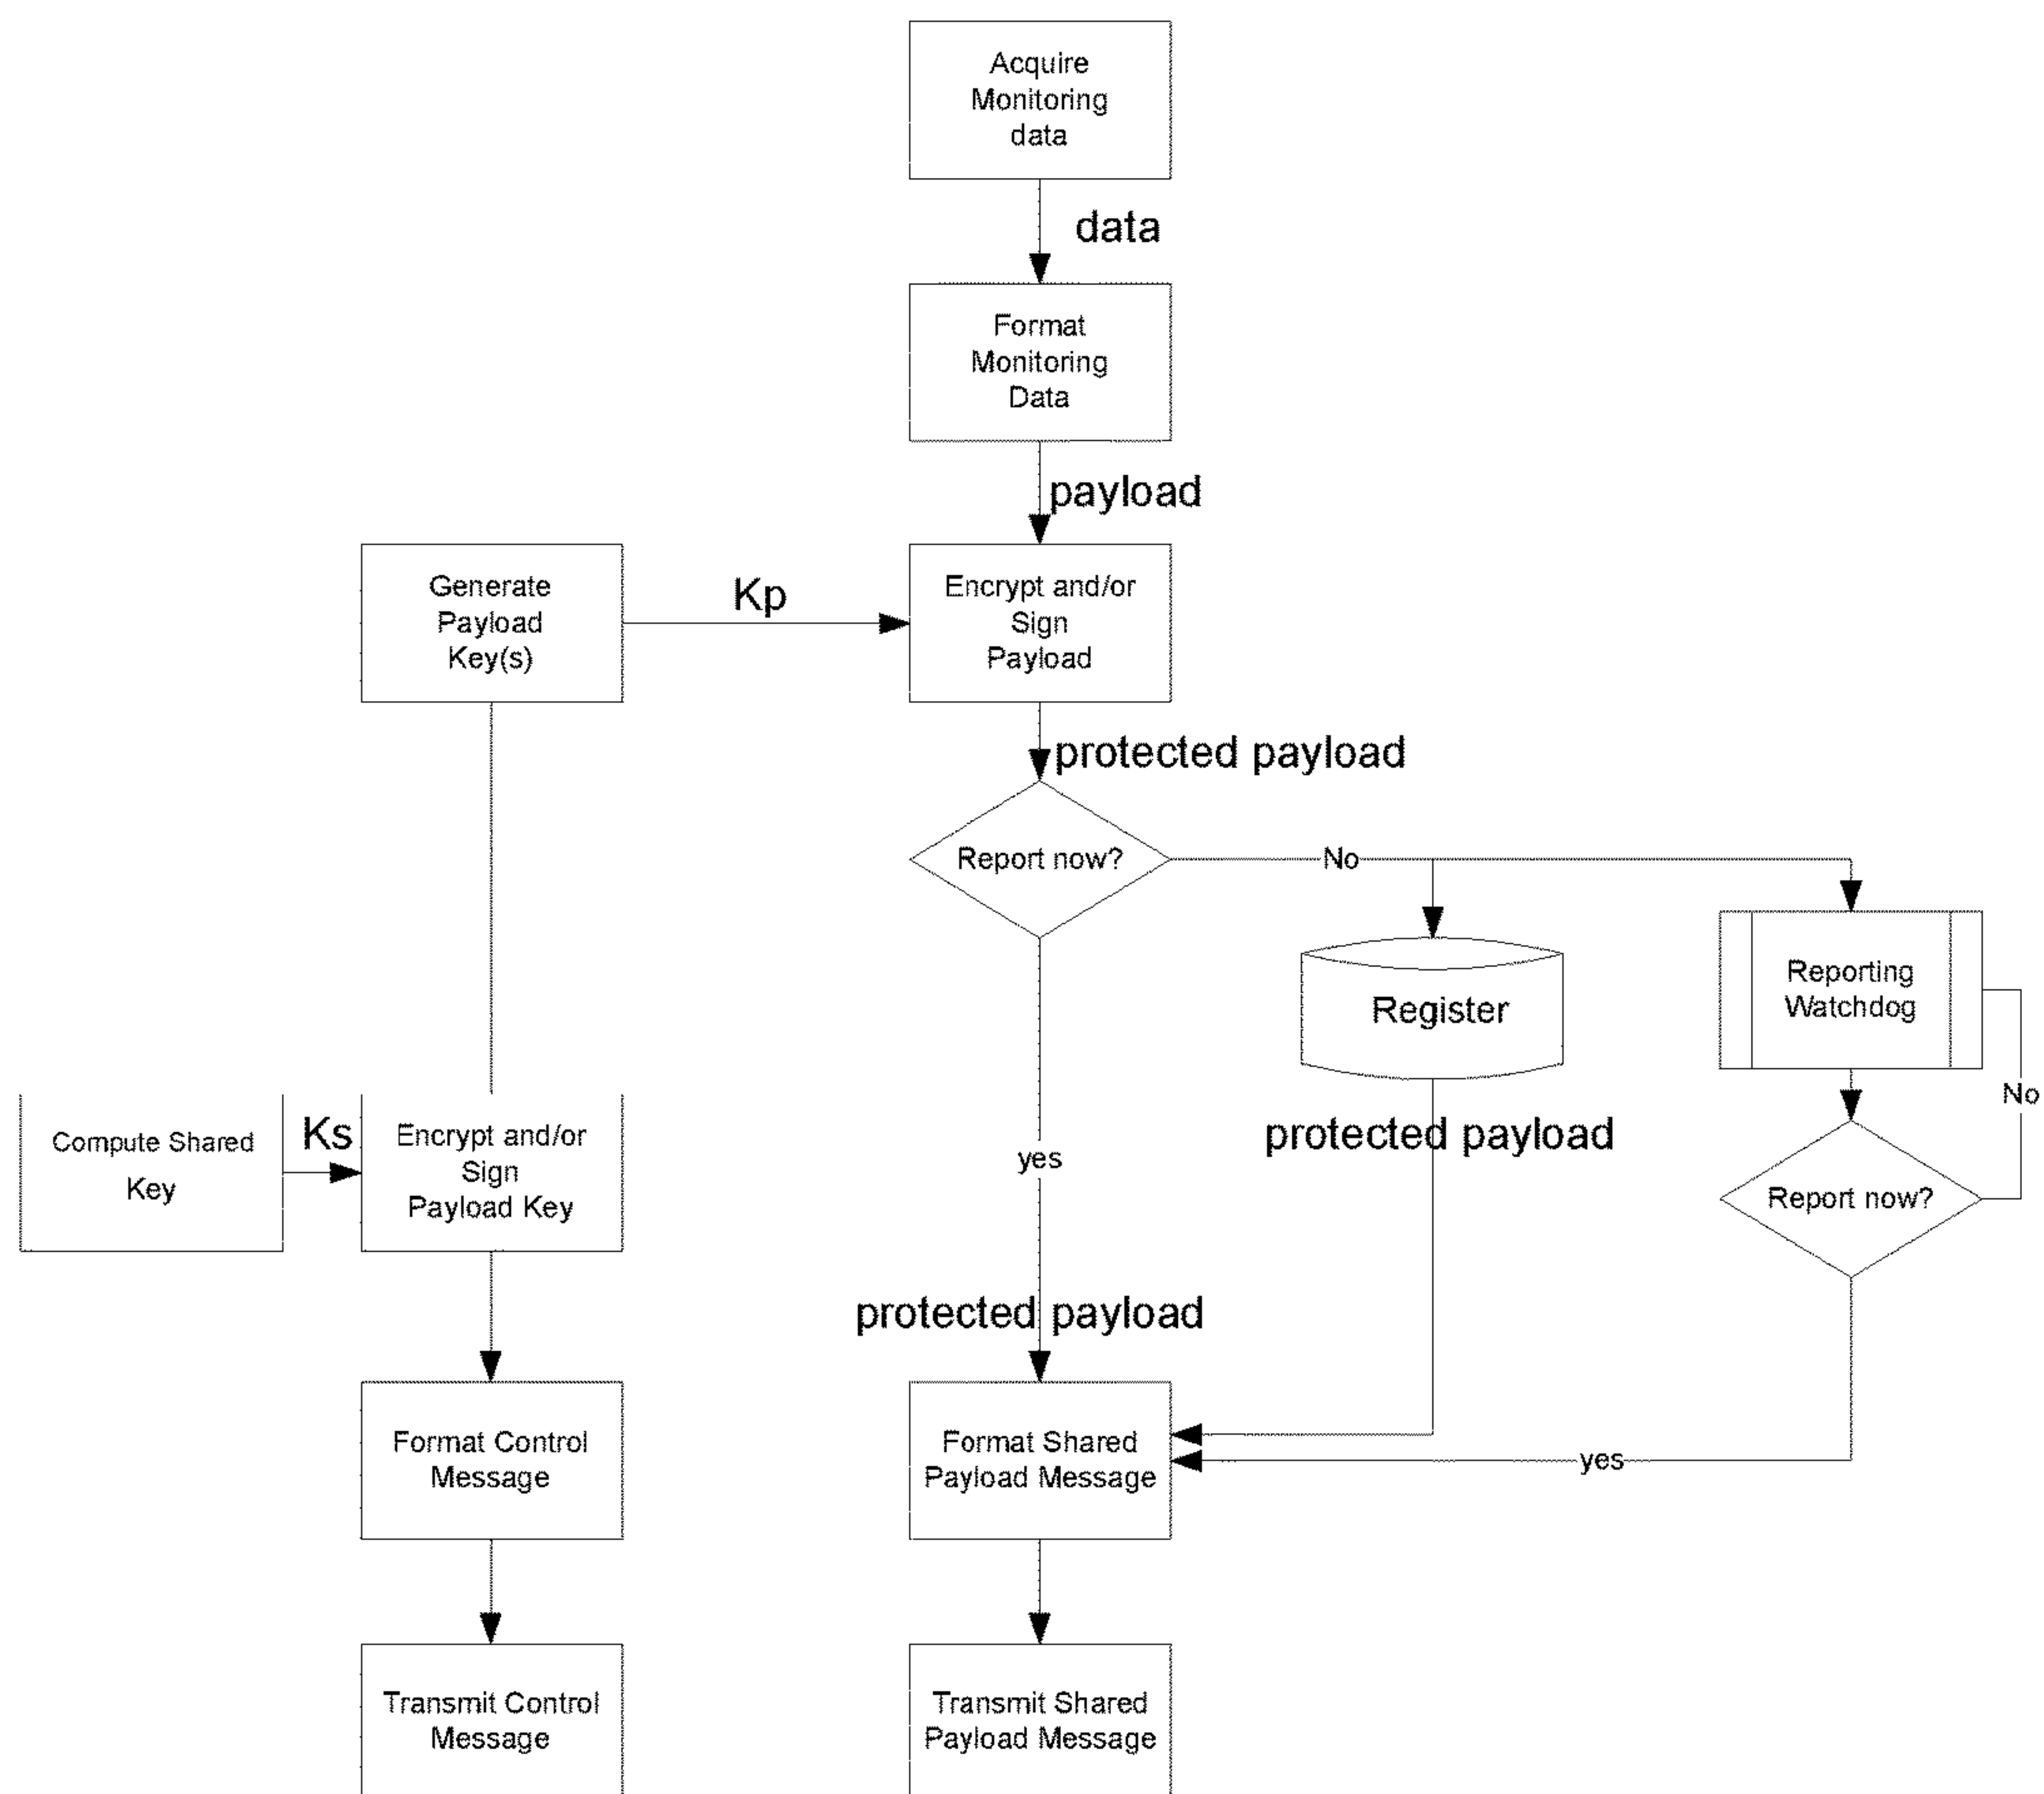 Acquire
Monitoring
data
data
Format
Monitoring
Data
payload
Generate
Payload
Key(s)
Kp
Encrypt and/or
Sign
Payload
protected payload
Report now?
No
Register
Reporting
Watchdog
No
Compute Shared
Key
Ks
Encrypt and/or
Sign
Payload Key
yes
protected payload
Report now?
protected payload
Format Control
Message
Format Shared
Payload Message
yes
Transmit Control
Message
Transmit Shared
Payload Message